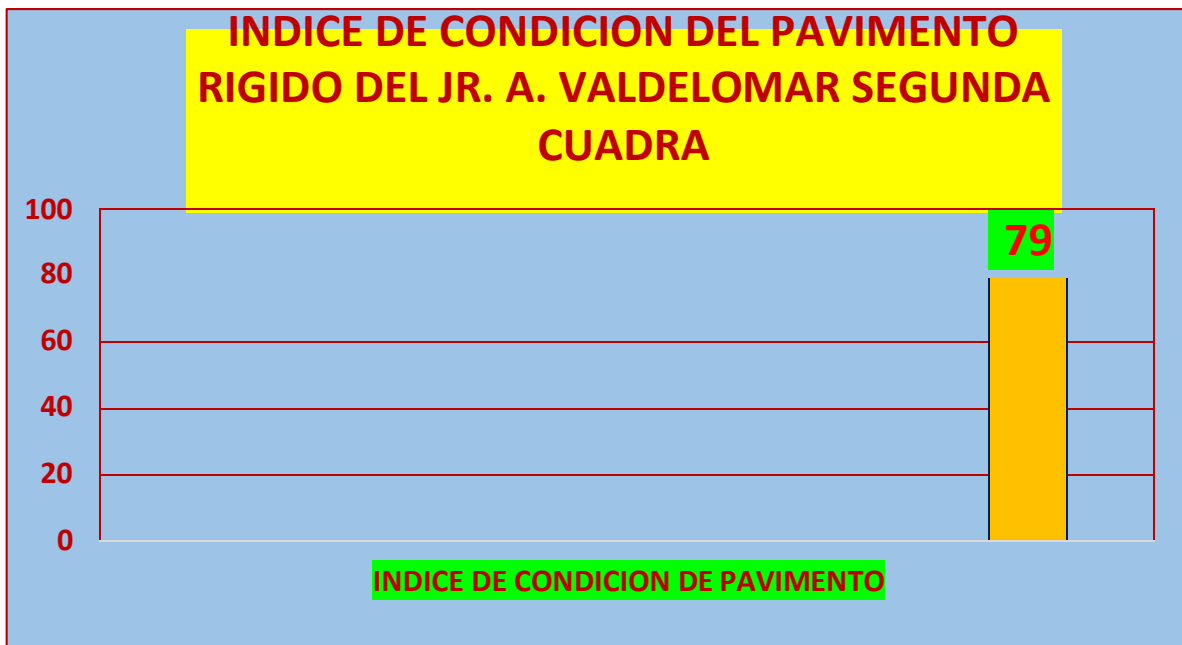 INDICE DE CONDICION DEL PAVIMENTO
RIGIDO DEL JR. A. VALDELOMAR SEGUNDA
CUADRA
100
79
80
60
40
20
0
INDICE DE CONDICION DE PAVIMENTO